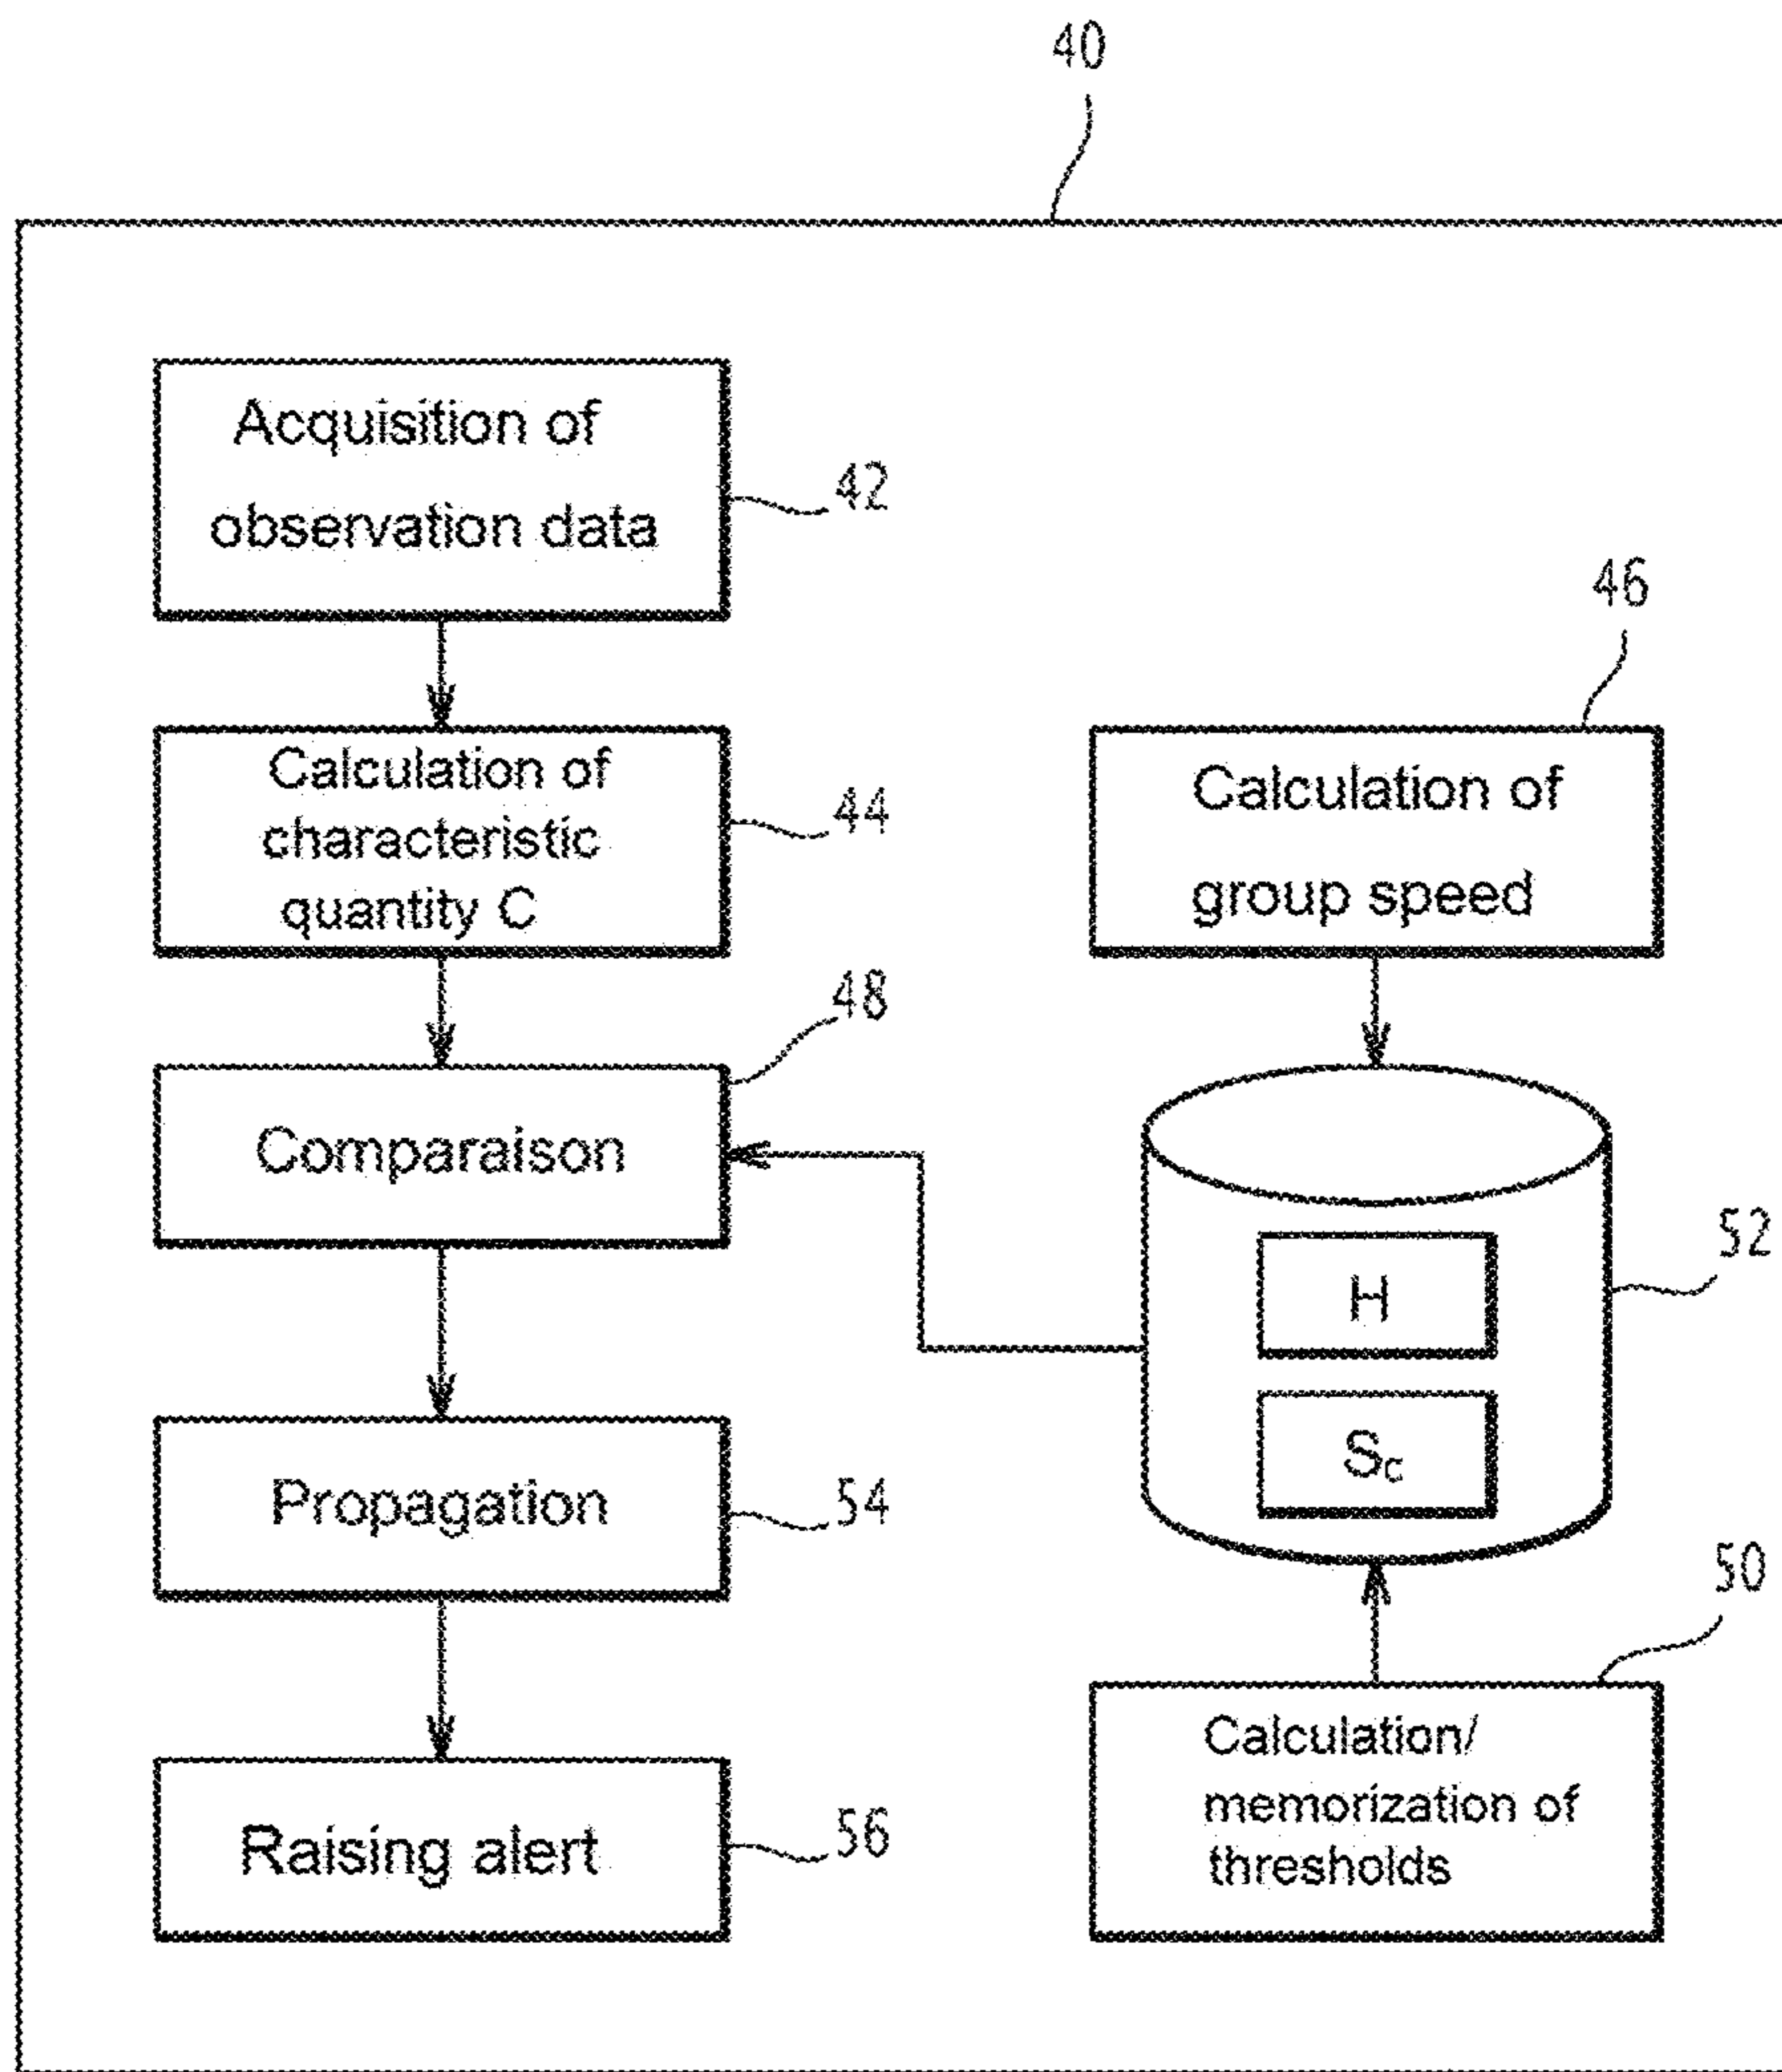 40
Acquisition of
observation data
42
Calculation of
characteristic
quantity C
44
46
Calculation of
group speed
48
Comparaison
52
H
Sc
Propagation
54
50
Calculation/
memorization of
thresholds
Raising alert
56